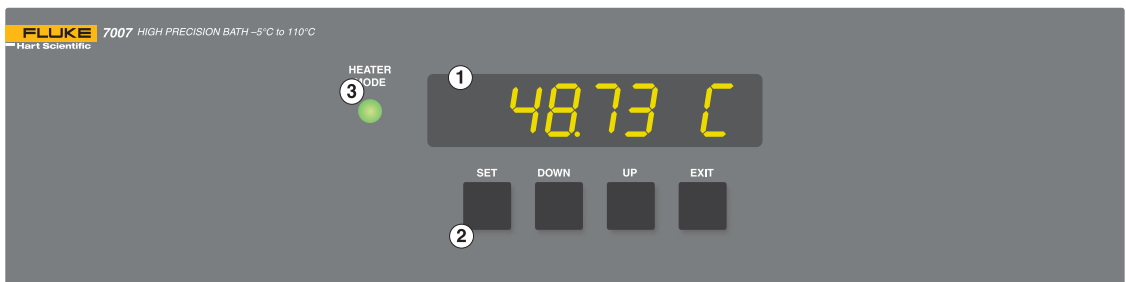 FLUKE
Hart Scientific
7007 HIGH PRECISION BATH –5°C to 110°C
HEATER
MODE
3
1
48.73 C
SET DOWN UP EXIT
2